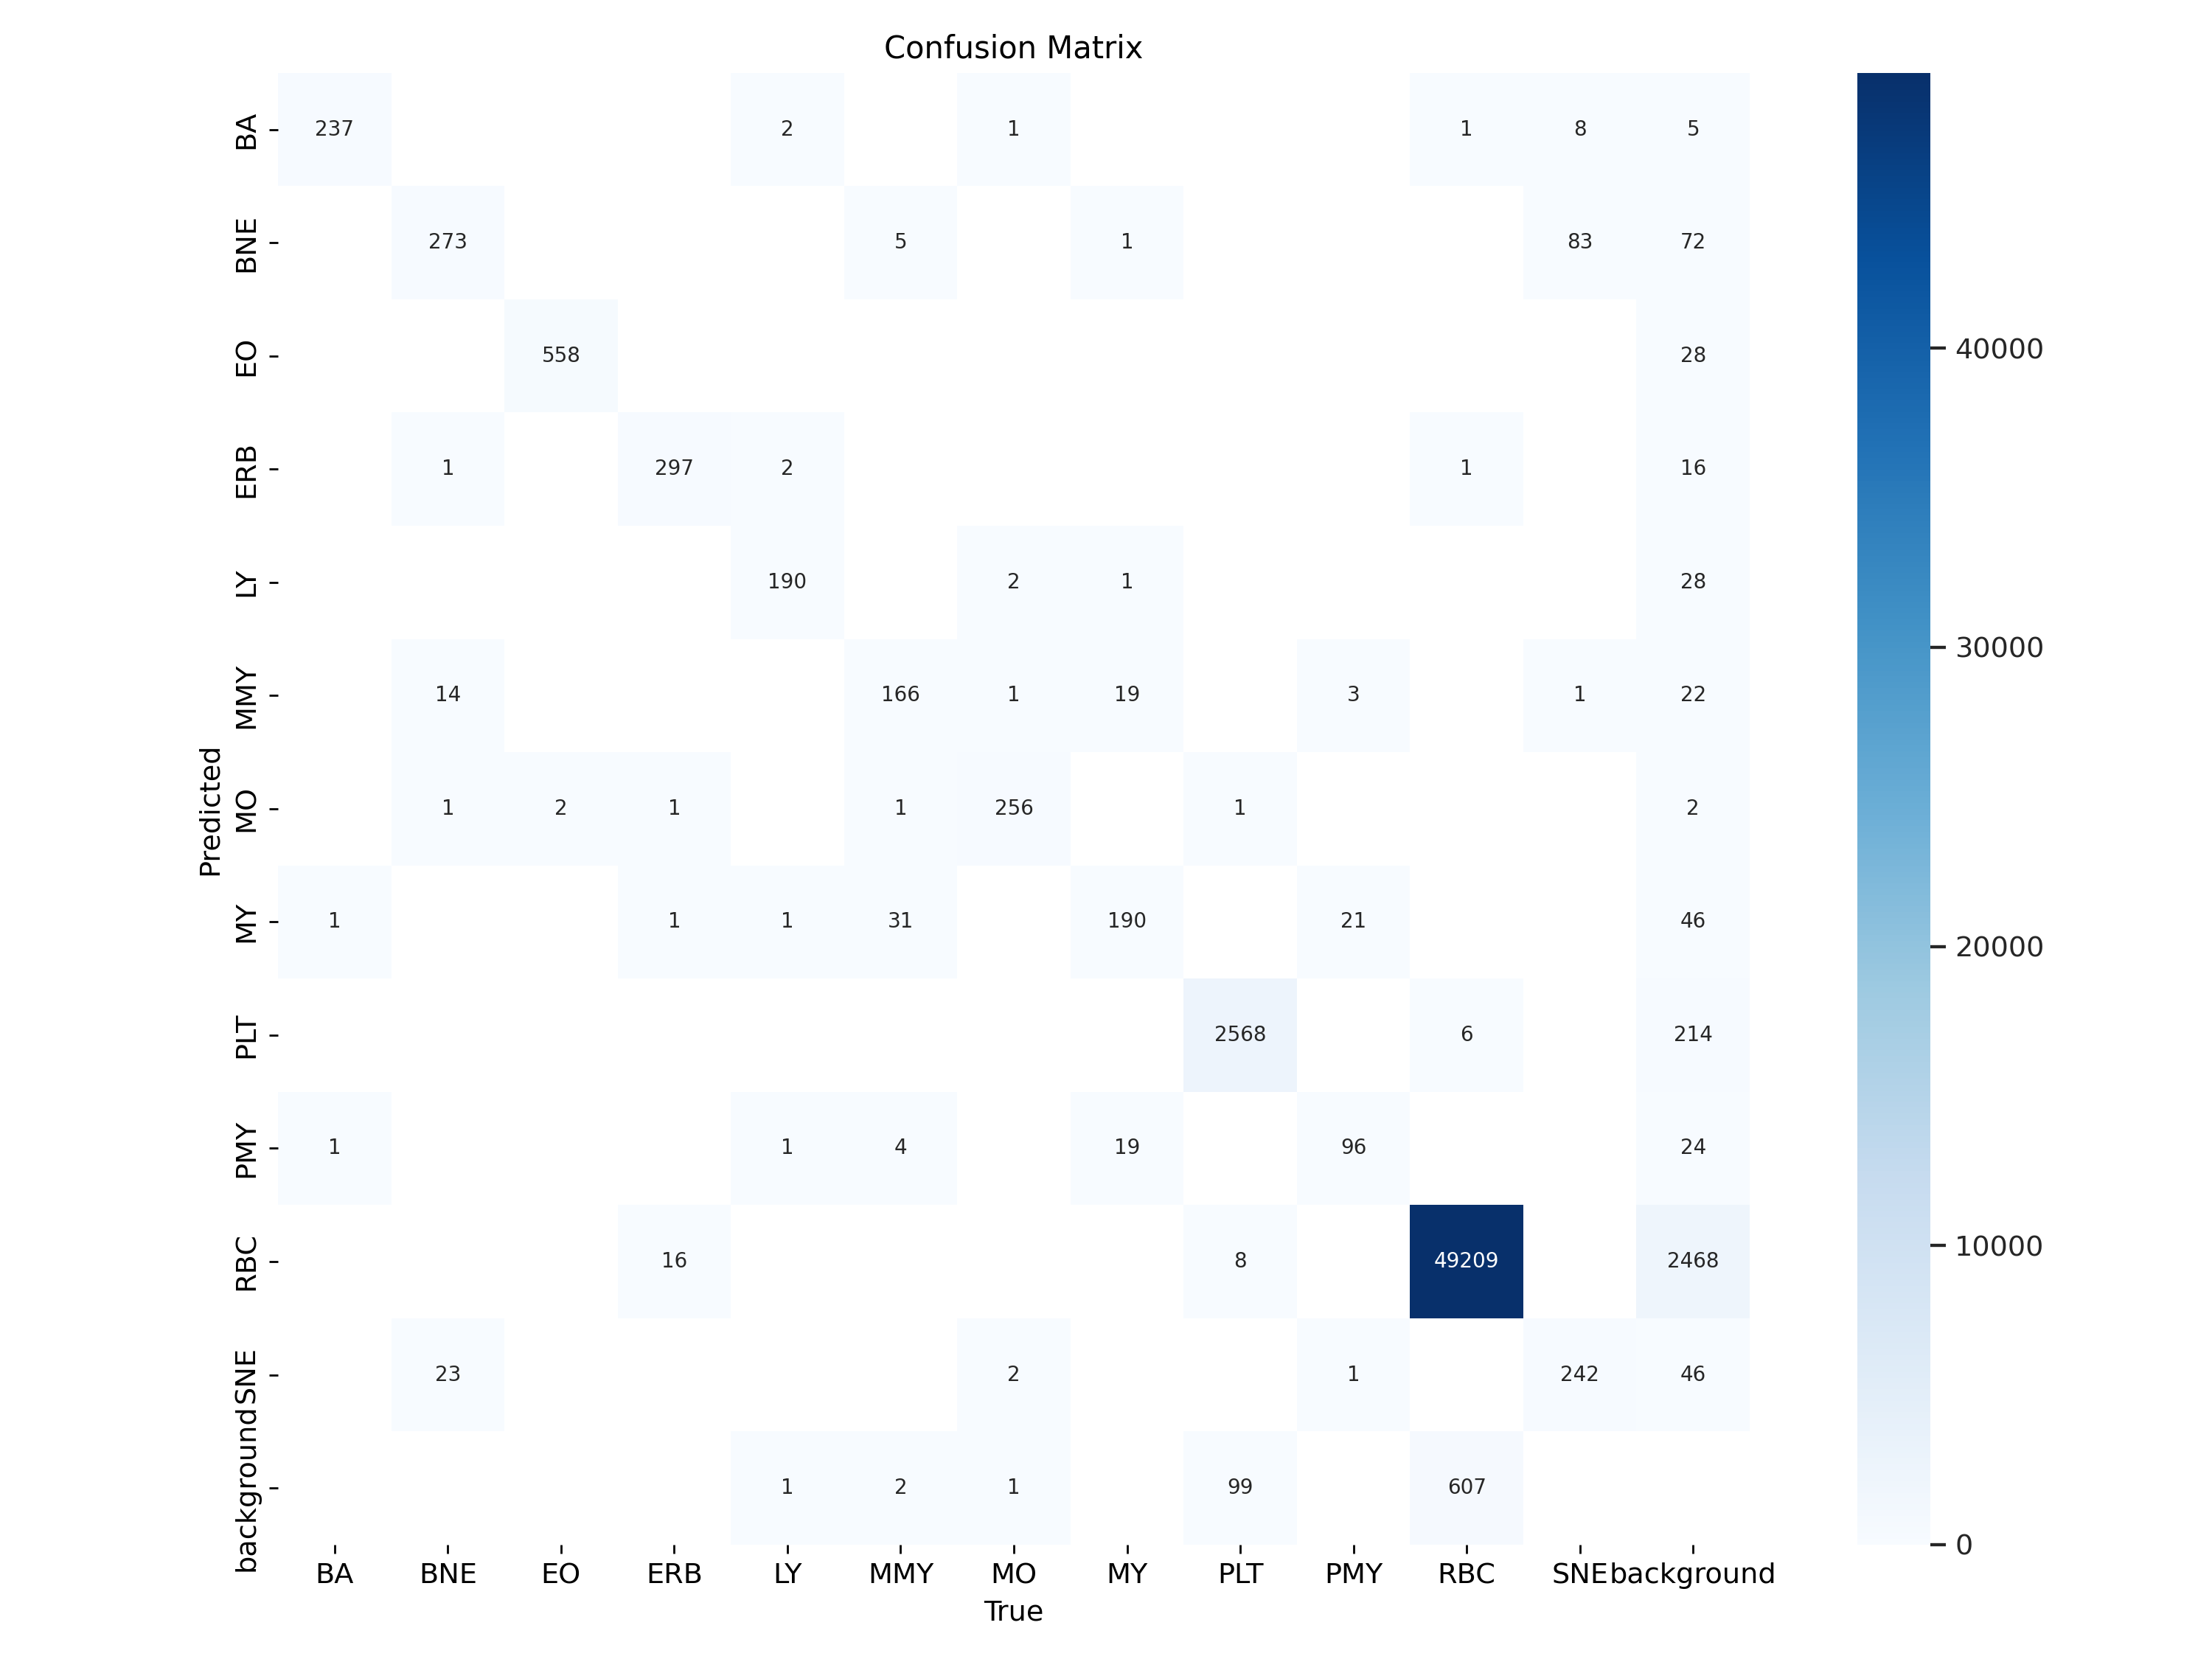 Confusion Matrix
BA 237 2 1 1 8 5
BNE 273 5 1 83 72
EO 558 28
ERB 1 297 2 1 16
LY 190 2 1 28
MMY 14 166 1 19 3 1 22
MO 1 2 1 1 256 1 2
MY 1 1 1 31 190 21 46
PLT 2568 6 214
PMY 1 1 4 19 96 24
RBC 16 8 49209 2468
SNE 23 2 1 242 46
background 1 2 1 99 607
Predicted
BA BNE EO ERB LY MMY MO MY PLT PMY RBC SNE background
True
40000
30000
20000
10000
0